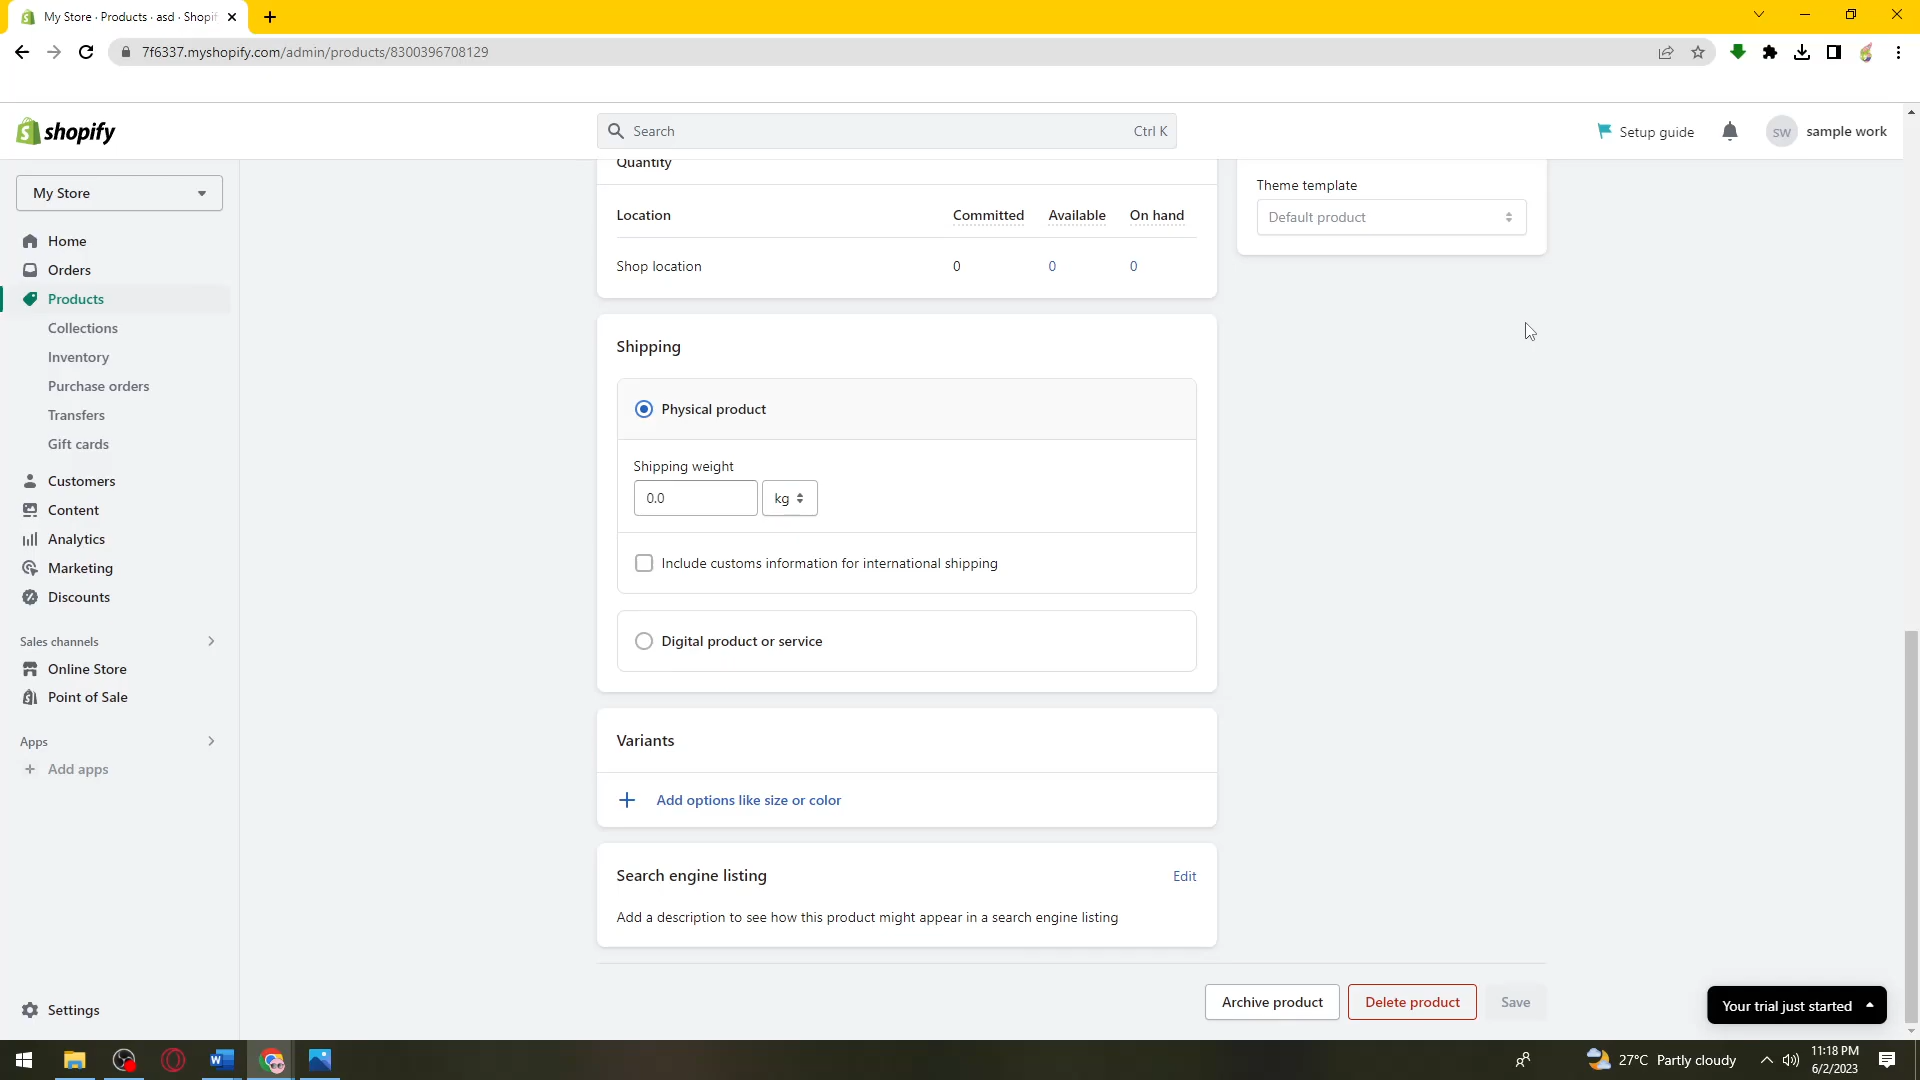 My Store · Products · asd · Shopif
7f6337.myshopify.com/admin/products/8300396708129
shopify
Search
Ctrl K
Setup guide
SW
sample work
My Store
Home
Orders
Products
Collections
Inventory
Purchase orders
Transfers
Gift cards
Customers
Content
Analytics
Marketing
Discounts
Sales channels
Online Store
Point of Sale
Apps
Add apps
Settings
Quantity
Location Committed Available On hand
Shop location 0 0 0
Shipping
Physical product
Shipping weight
0.0 kg
Include customs information for international shipping
Digital product or service
Variants
Add options like size or color
Search engine listing
Edit
Add a description to see how this product might appear in a search engine listing
Theme template
Default product
Archive product
Delete product
Save
Your trial just started
27°C Partly cloudy
11:18 PM
6/2/2023